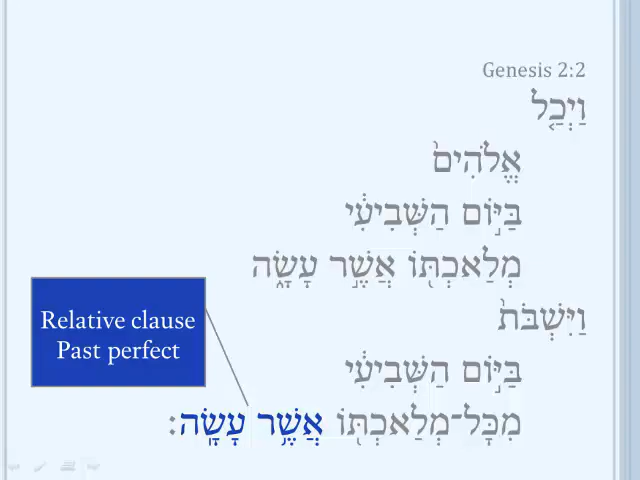 Genesis 2:2
וַיְכַ֤ל
אֱלֹהִים֙
בַּיּ֣וֹם הַשְּׁבִיעִ֔י
מְלַאכְתּ֖וֹ אֲשֶׁ֣ר עָשָׂ֑ה
וַיִּשְׁבֹּת֙
בַּיּ֣וֹם הַשְּׁבִיעִ֔י
מִכָּל־מְלַאכְתּ֖וֹ אֲשֶׁ֥ר עָשָֽׂה׃
Relative clause
Past perfect